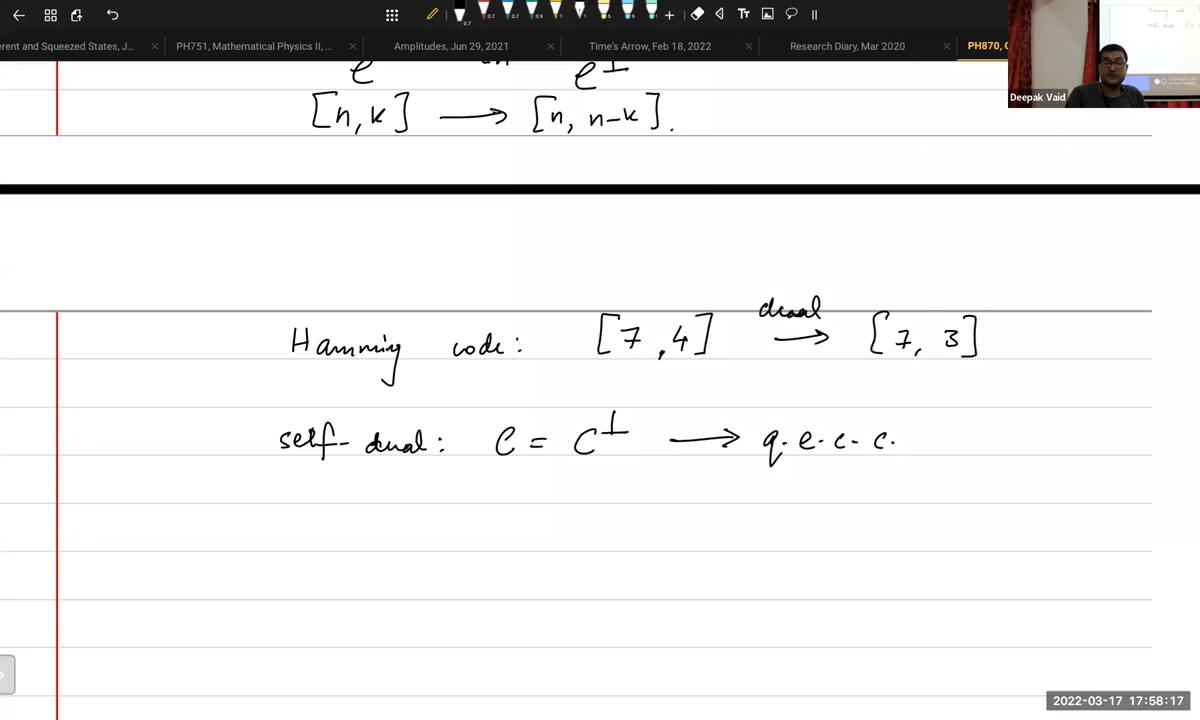 erent and Squeezed States, J...
PH751, Mathematical Physics II, ...
Amplitudes, Jun 29, 2021
Time's Arrow, Feb 18, 2022
Research Diary, Mar 2020
PH870,
Deepak Vaid
[n, k] → [n, n-k].
Hamming code: [7, 4] dual → [7, 3]
self-dual: C = C⊥ → q.e.c.c.
2022-03-17 17:58:17